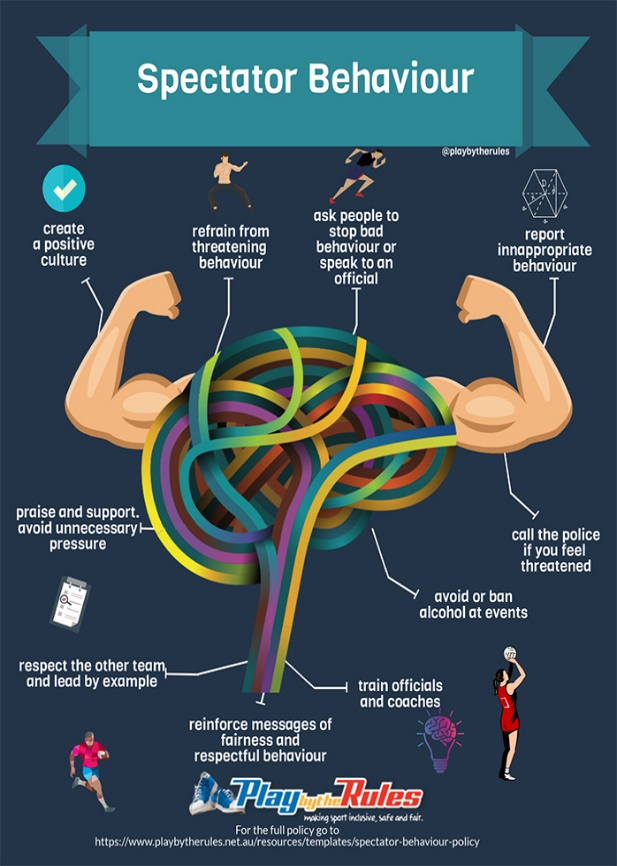 Spectator Behaviour
@playbytherules
create
a positive
culture
refrain from
threatening
behaviour
ask people to
stop bad
behaviour or
speak to an
official
report
innappropriate
behaviour
praise and support.
avoid unnecessary
pressure
call the police
if you feel
threatened
avoid or ban
alcohol at events
respect the other team
and lead by example
train officials
and coaches
reinforce messages of
fairness and
respectful behaviour
Play by the Rules
making sport inclusive, safe and fair.
For the full policy go to
https://www.playbytherules.net.au/resources/templates/spectator-behaviour-policy